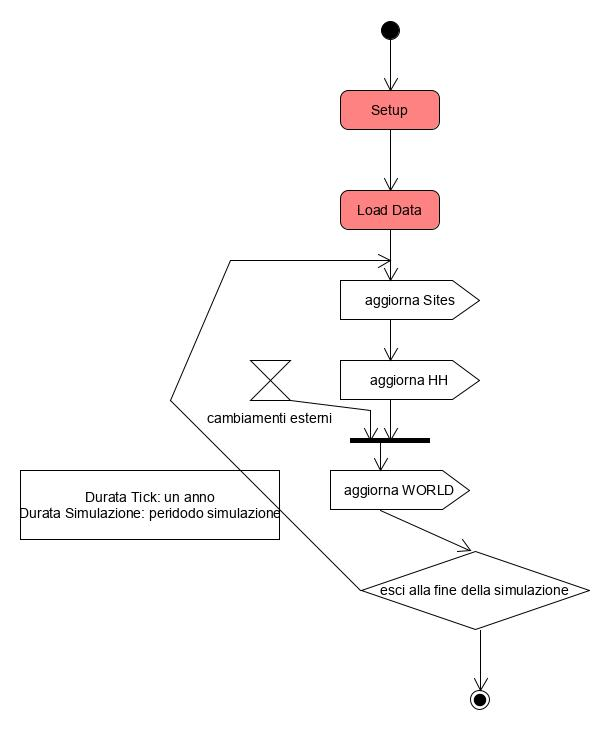 Setup
Load Data
aggiorna Sites
aggiorna HH
cambiamenti esterni
aggiorna WORLD
Durata Tick: un anno
Durata Simulazione: peridodo simulazione
esci alla fine della simulazione